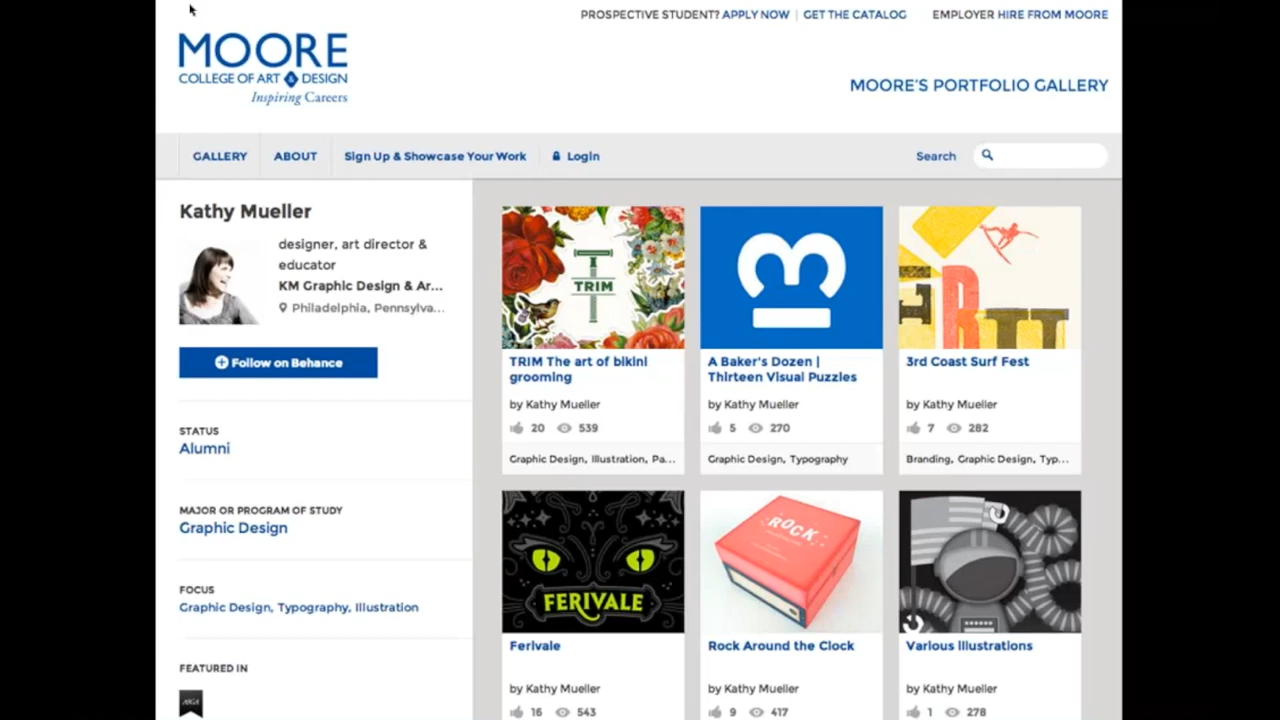 PROSPECTIVE STUDENT? APPLY NOW | GET THE CATALOG EMPLOYER HIRE FROM MOORE
MOORE
COLLEGE OF ART & DESIGN
Inspiring Careers
MOORE'S PORTFOLIO GALLERY
GALLERY ABOUT Sign Up & Showcase Your Work Login Search
Kathy Mueller
designer, art director &
educator
KM Graphic Design & Ar...
Philadelphia, Pennsylva...
Follow on Behance
STATUS
Alumni
MAJOR OR PROGRAM OF STUDY
Graphic Design
FOCUS
Graphic Design, Typography, Illustration
FEATURED IN
AIGA
T
TRIM
TRIM The art of bikini
grooming
by Kathy Mueller
20 539
Graphic Design, Illustration, Pa...
13
A Baker's Dozen |
Thirteen Visual Puzzles
by Kathy Mueller
5 270
Graphic Design, Typography
RTT
3rd Coast Surf Fest
by Kathy Mueller
7 282
Branding, Graphic Design, Typ...
FERIVALE
Ferivale
by Kathy Mueller
16 543
ROCK
Rock Around the Clock
by Kathy Mueller
9 417
Various illustrations
by Kathy Mueller
1 278